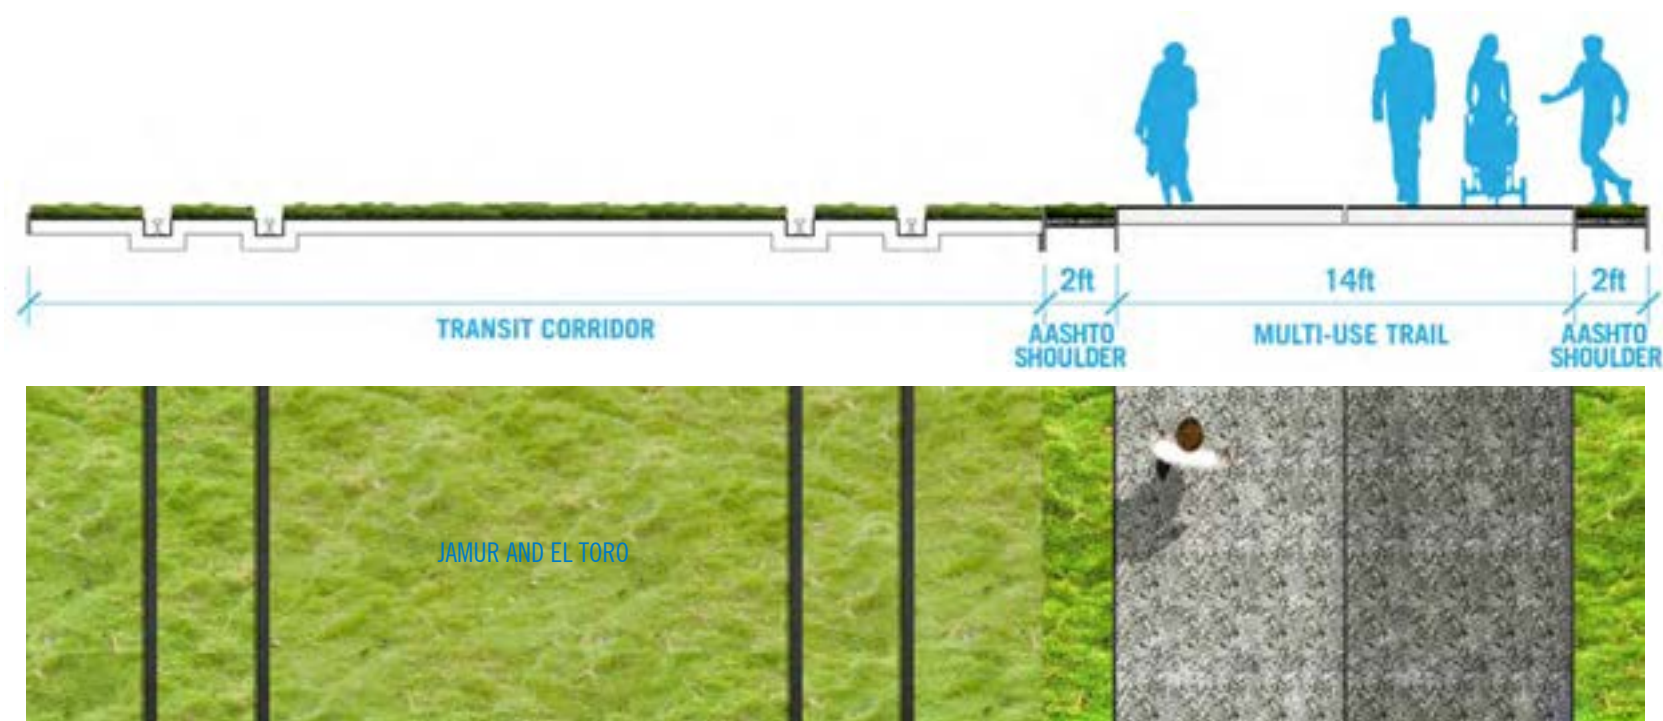 2ft
14ft
2ft
TRANSIT CORRIDOR
AASHTO
SHOULDER
MULTI-USE TRAIL
AASHTO
SHOULDER
JAMUR AND EL TORO